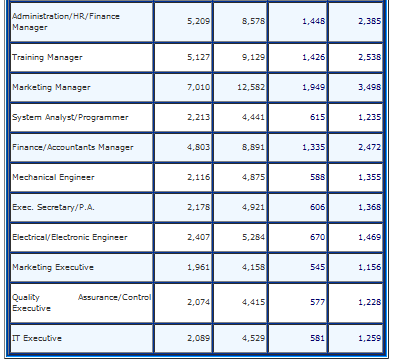 Administration/HR/Finance
Manager 5,209 8,578 1,448 2,385
Training Manager 5,127 9,129 1,426 2,538
Marketing Manager 7,010 12,582 1,949 3,498
System Analyst/Programmer 2,213 4,441 615 1,235
Finance/Accountants Manager 4,803 8,891 1,335 2,472
Mechanical Engineer 2,116 4,875 588 1,355
Exec. Secretary/P.A. 2,178 4,921 606 1,368
Electrical/Electronic Engineer 2,407 5,284 670 1,469
Marketing Executive 1,961 4,158 545 1,156
Quality Assurance/Control
Executive 2,074 4,415 577 1,228
IT Executive 2,089 4,529 581 1,259